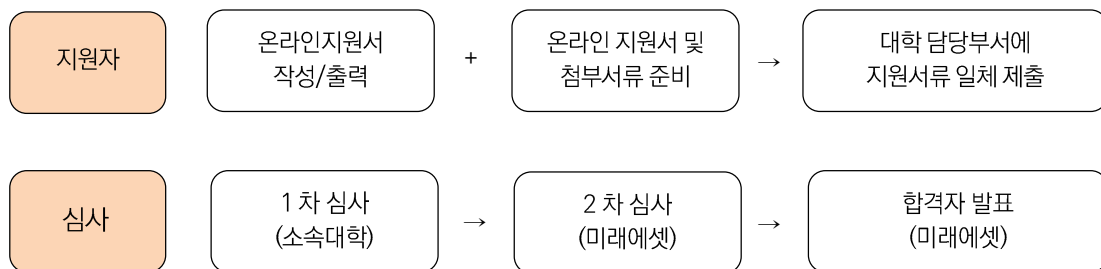 지원자
온라인지원서
작성/출력
+
온라인 지원서 및
첨부서류 준비
→
대학 담당부서에
지원서류 일체 제출
심사
1 차 심사
(소속대학)
→
2 차 심사
(미래에셋)
→
합격자 발표
(미래에셋)